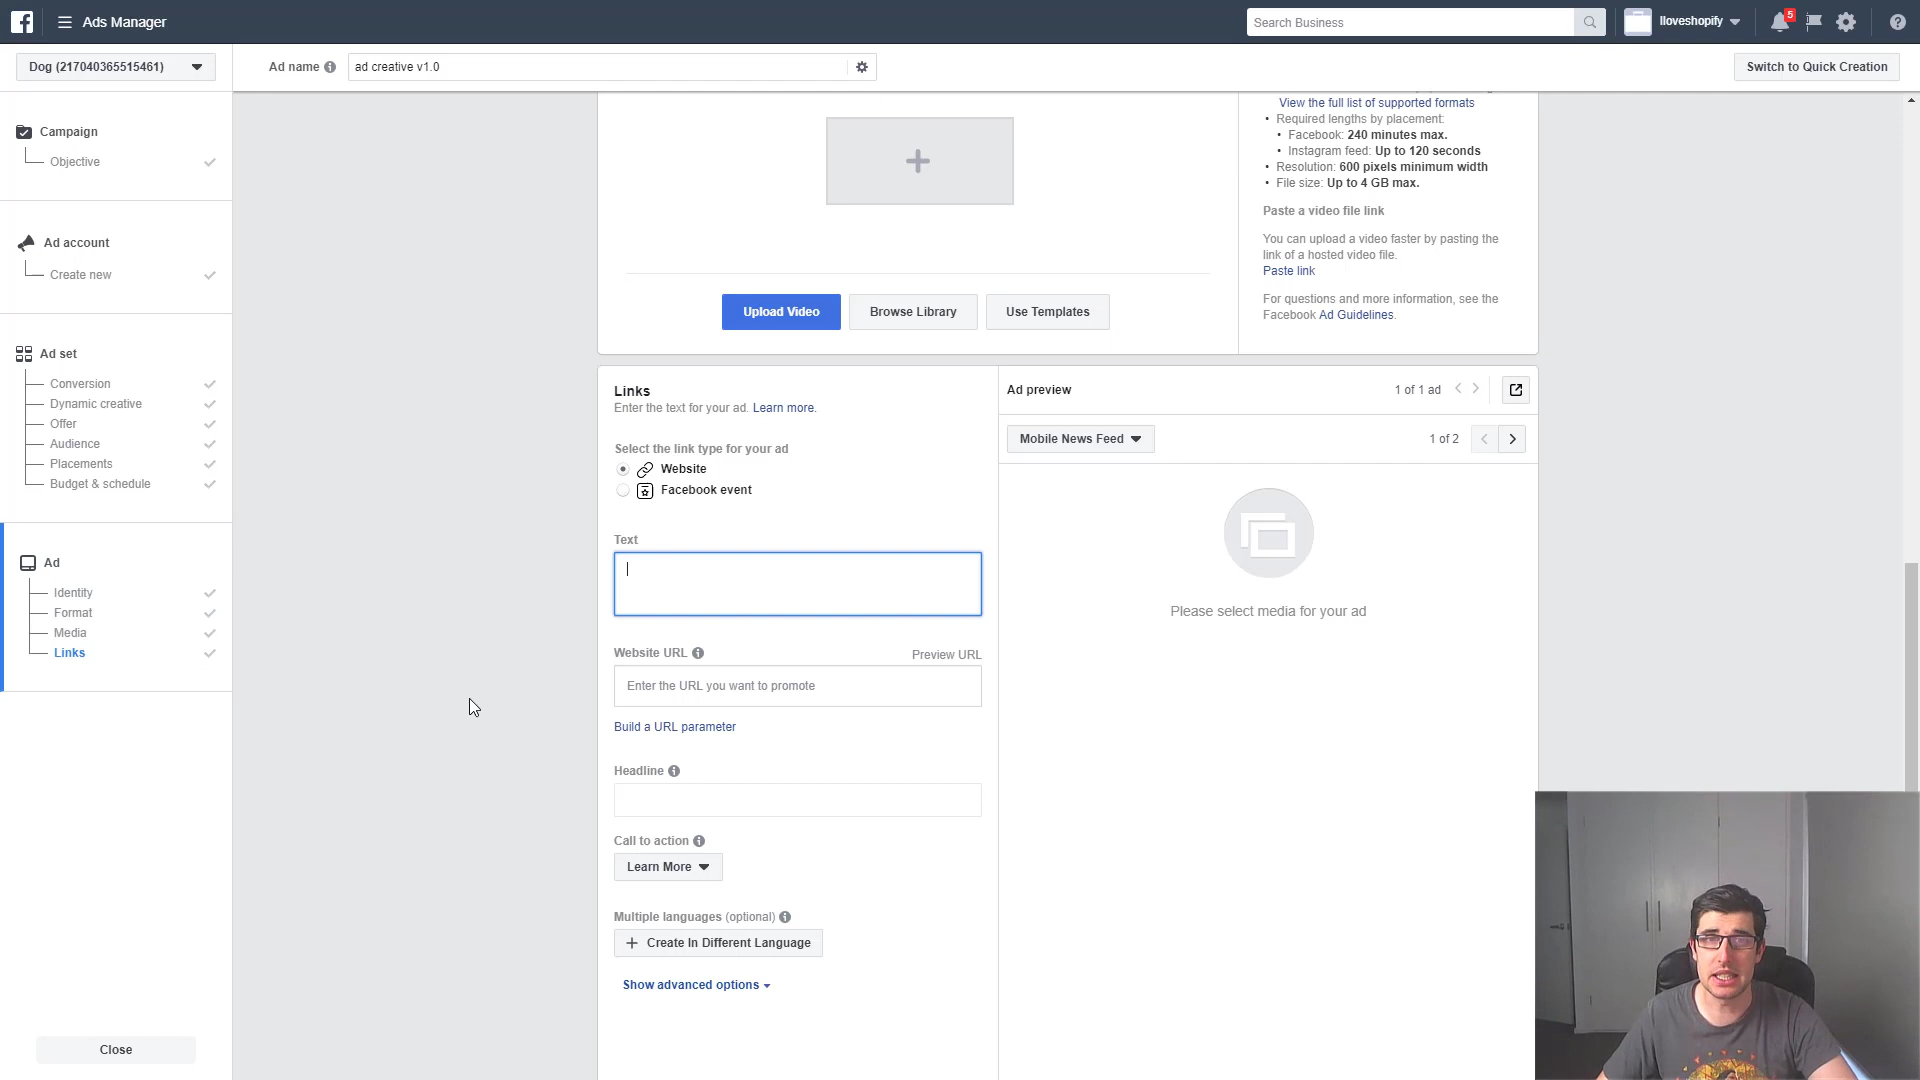 Ads Manager
Search Business
Iloveshopify
5
Dog (217040365515461)
Ad name
ad creative v1.0
Switch to Quick Creation
Campaign
Objective
Ad account
Create new
Ad set
Conversion
Dynamic creative
Offer
Audience
Placements
Budget & schedule
Ad
Identity
Format
Media
Links
Close
Upload Video
Browse Library
Use Templates
View the full list of supported formats
• Required lengths by placement:
• Facebook: 240 minutes max.
• Instagram feed: Up to 120 seconds
• Resolution: 600 pixels minimum width
• File size: Up to 4 GB max.
Paste a video file link
You can upload a video faster by pasting the
link of a hosted video file.
Paste link
For questions and more information, see the
Facebook Ad Guidelines.
Links
Enter the text for your ad. Learn more.
Select the link type for your ad
Website
Facebook event
Text
Website URL
Preview URL
Enter the URL you want to promote
Build a URL parameter
Headline
Call to action
Learn More
Multiple languages (optional)
+ Create In Different Language
Show advanced options
Ad preview
1 of 1 ad
Mobile News Feed
1 of 2
Please select media for your ad